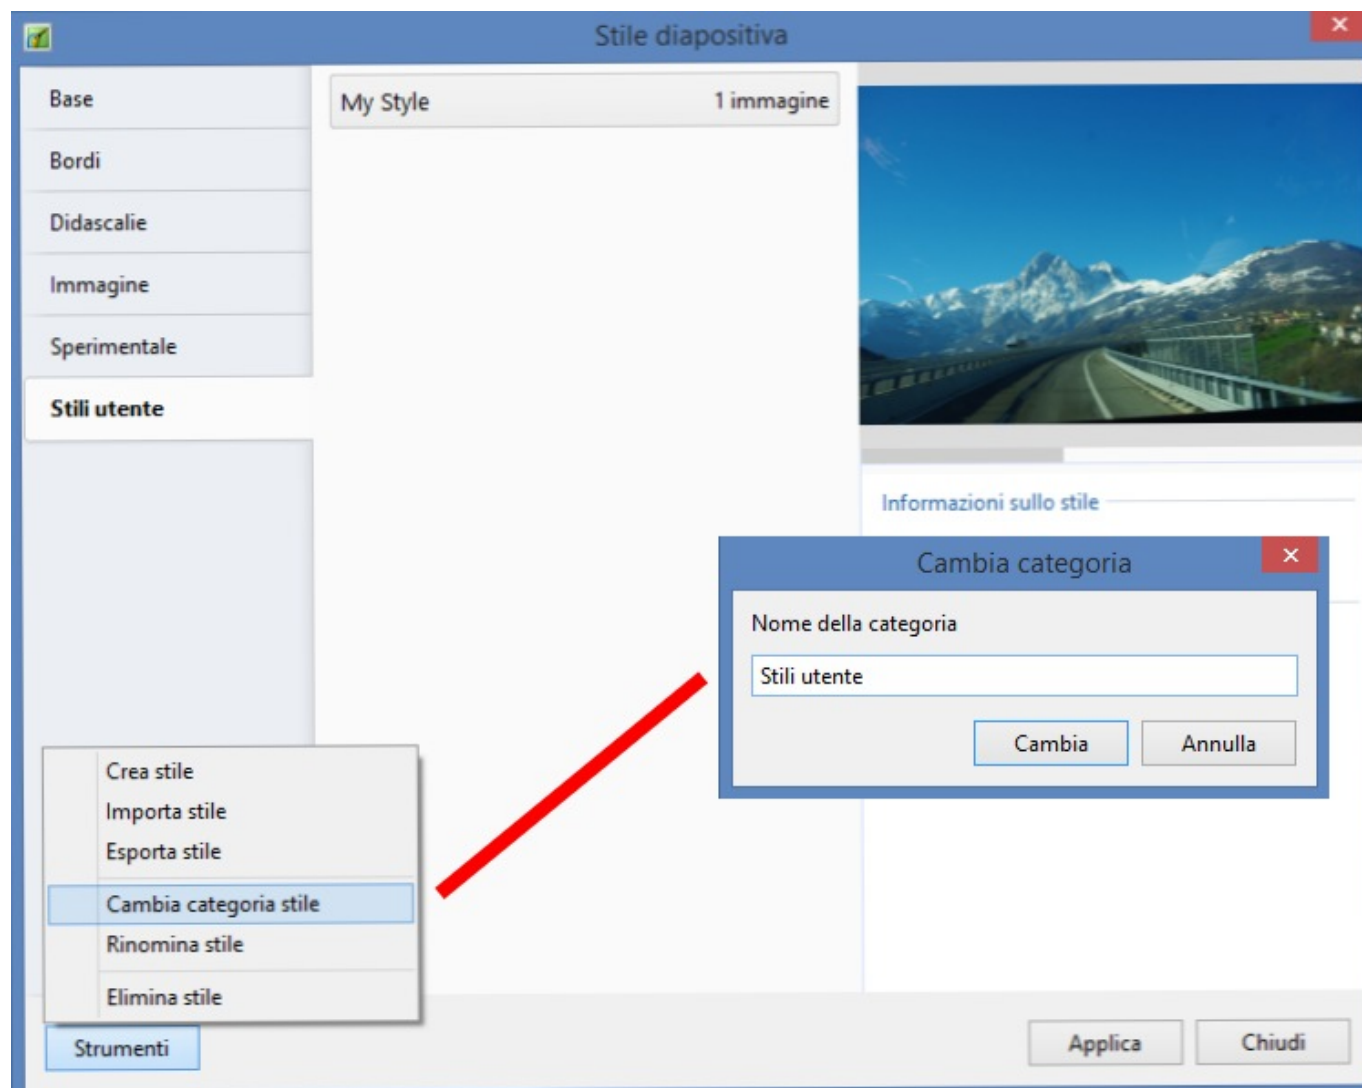 Stile diapositiva
Base
Bordi
Didascalie
Immagine
Sperimentale
Stili utente
My Style 1 immagine
Informazioni sullo stile
Cambia categoria
Nome della categoria
Stili utente
Cambia Annulla
Crea stile
Importa stile
Esporta stile
Cambia categoria stile
Rinomina stile
Elimina stile
Strumenti
Applica Chiudi